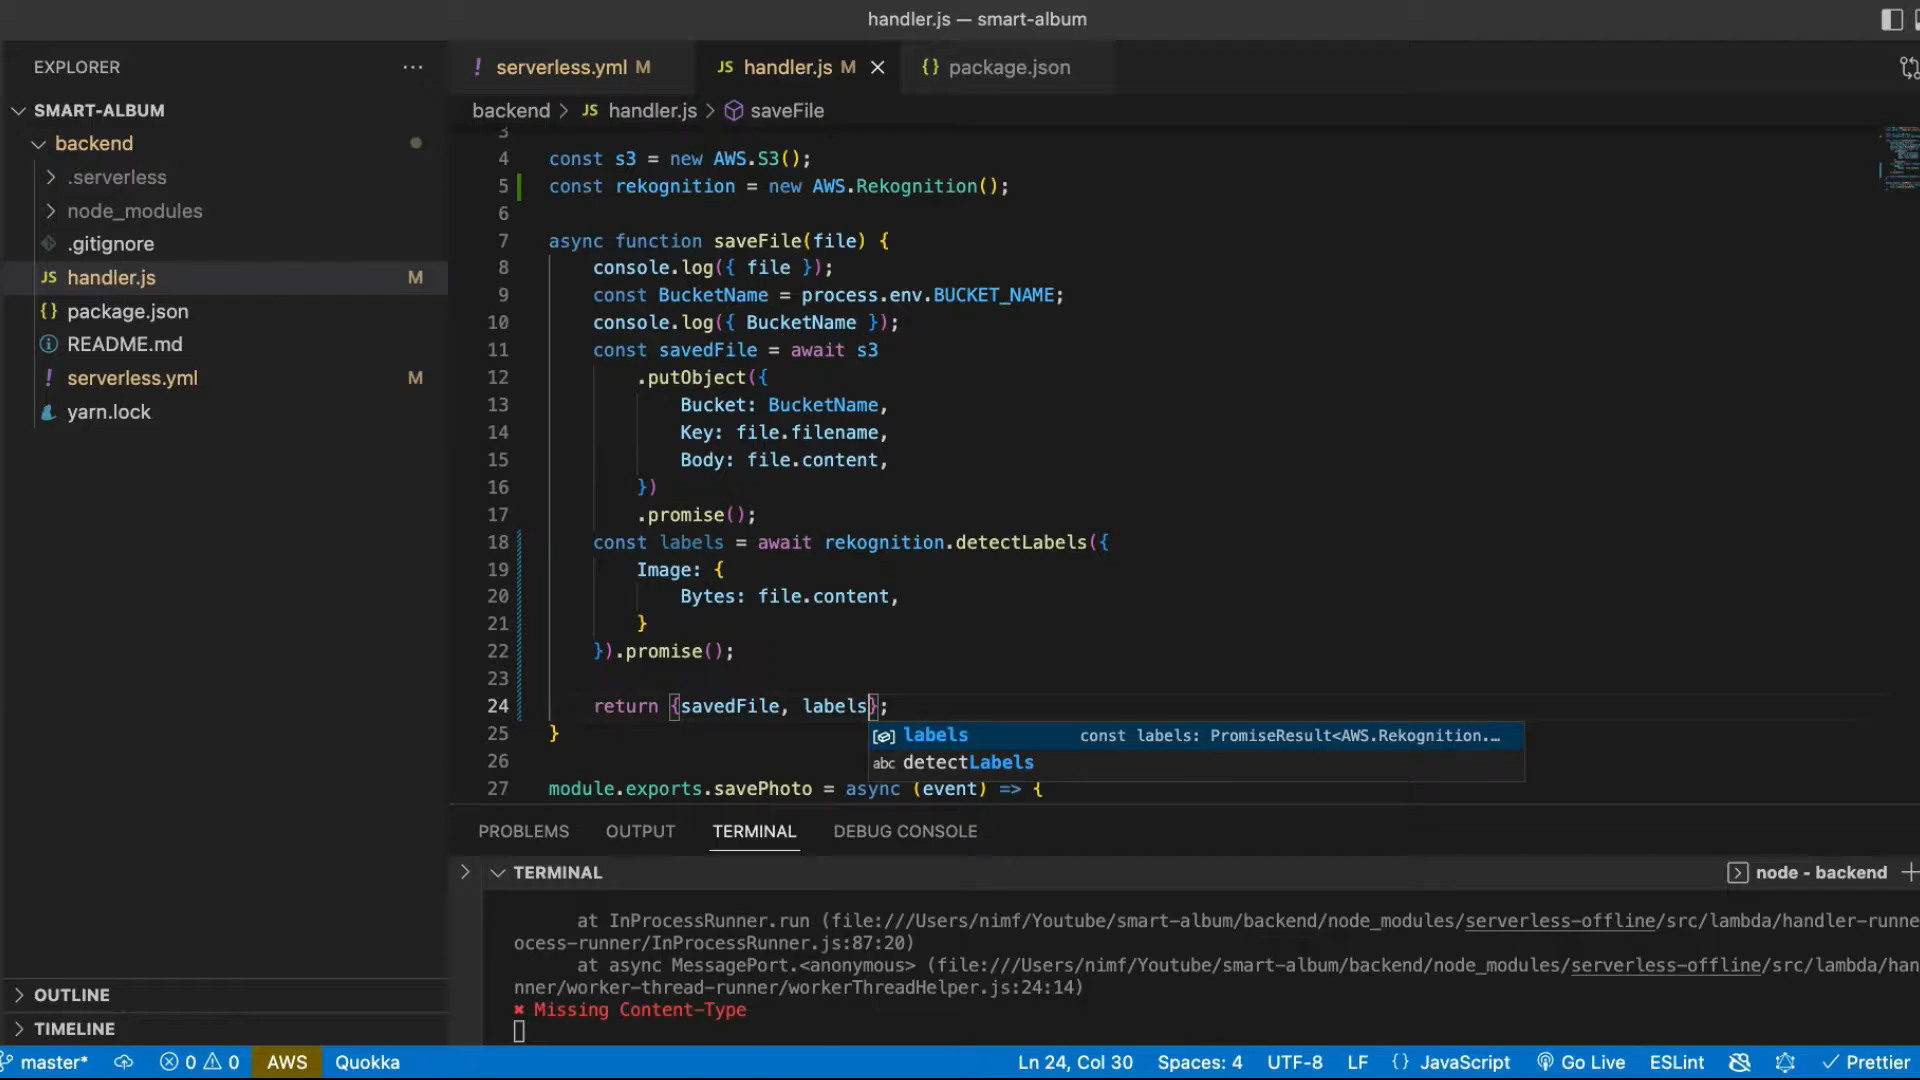 handler.js — smart-album
EXPLORER
SMART-ALBUM
backend
.serverless
node_modules
.gitignore
JS handler.js M
{} package.json
README.md
! serverless.yml M
yarn.lock
OUTLINE
TIMELINE
! serverless.yml M
JS handler.js M
{} package.json
backend > JS handler.js > saveFile
3
4 const s3 = new AWS.S3();
5 const rekognition = new AWS.Rekognition();
6
7 async function saveFile(file) {
8 console.log({ file });
9 const BucketName = process.env.BUCKET_NAME;
10 console.log({ BucketName });
11 const savedFile = await s3
12 .putObject({
13 Bucket: BucketName,
14 Key: file.filename,
15 Body: file.content,
16 })
17 .promise();
18 const labels = await rekognition.detectLabels({
19 Image: {
20 Bytes: file.content,
21 }
22 }).promise();
23
24 return {savedFile, labels};
25 }
labels const labels: PromiseResult<AWS.Rekognition.…
26
abc detectLabels
27 module.exports.savePhoto = async (event) => {
PROBLEMS OUTPUT TERMINAL DEBUG CONSOLE
TERMINAL
node - backend
at InProcessRunner.run (file:///Users/nimf/Youtube/smart-album/backend/node_modules/serverless-offline/src/lambda/handler-runne
ocess-runner/InProcessRunner.js:87:20)
at async MessagePort.<anonymous> (file:///Users/nimf/Youtube/smart-album/backend/node_modules/serverless-offline/src/lambda/han
nner/worker-thread-runner/workerThreadHelper.js:24:14)
✖ Missing Content-Type
master* 0 0 AWS Quokka Ln 24, Col 30 Spaces: 4 UTF-8 LF {} JavaScript Go Live ESLint Prettier